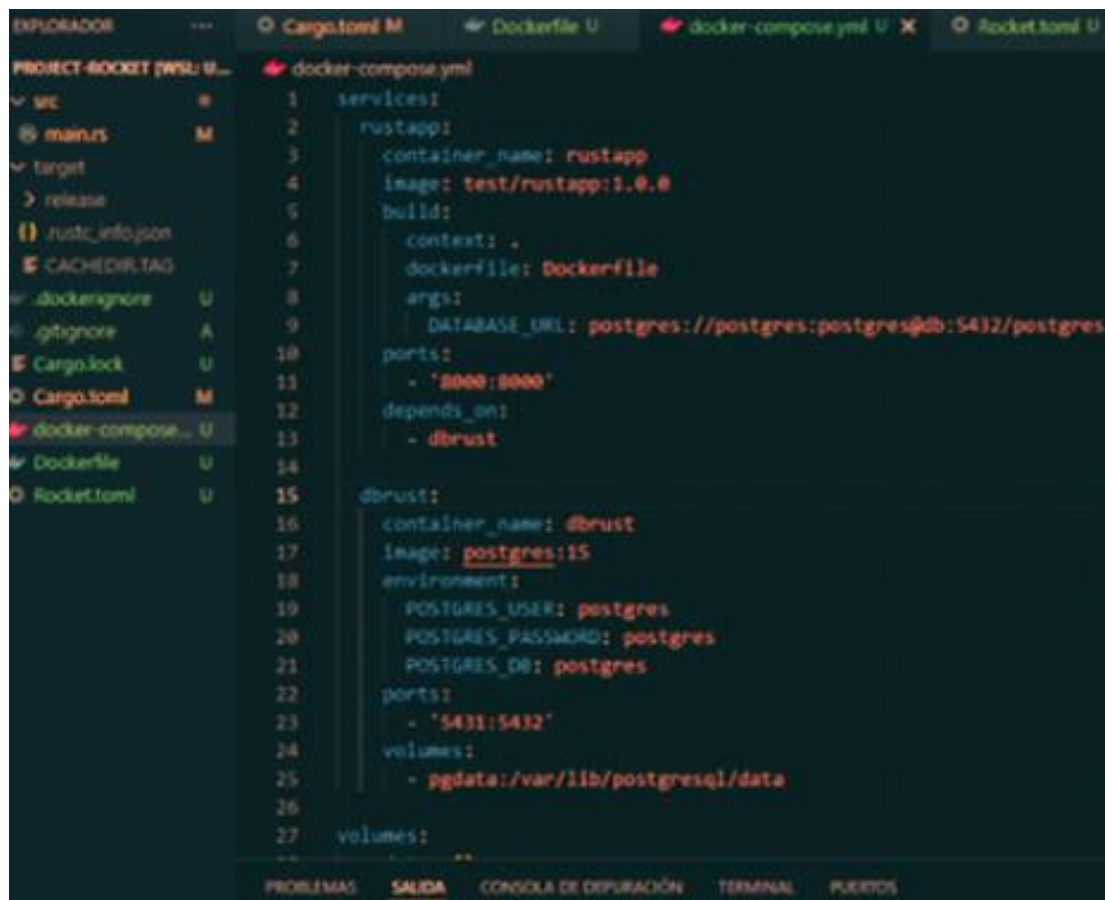 EXPLORADOR ...
PROJECT-ROCKET [WSL: U...
src
main.rs M
target
release
.rustc_info.json
CACHEDIR.TAG
.dockerignore U
.gitignore A
Cargo.lock U
Cargo.toml M
docker-compose... U
Dockerfile U
Rocket.toml U
Cargo.toml M Dockerfile U docker-compose.yml U Rocket.toml U
docker-compose.yml
1 services:
2 rustapp:
3 container_name: rustapp
4 image: test/rustapp:1.0.0
5 build:
6 context: .
7 dockerfile: Dockerfile
8 args:
9 DATABASE_URL: postgres://postgres:postgres@db:5432/postgres
10 ports:
11 - '8000:8000'
12 depends_on:
13 - dbrust
14
15 dbrust:
16 container_name: dbrust
17 image: postgres:15
18 environment:
19 POSTGRES_USER: postgres
20 POSTGRES_PASSWORD: postgres
21 POSTGRES_DB: postgres
22 ports:
23 - '5431:5432'
24 volumes:
25 - pgdata:/var/lib/postgresql/data
26
27 volumes:
PROBLEMAS SALIDA CONSOLA DE DEPURACIÓN TERMINAL PUERTOS